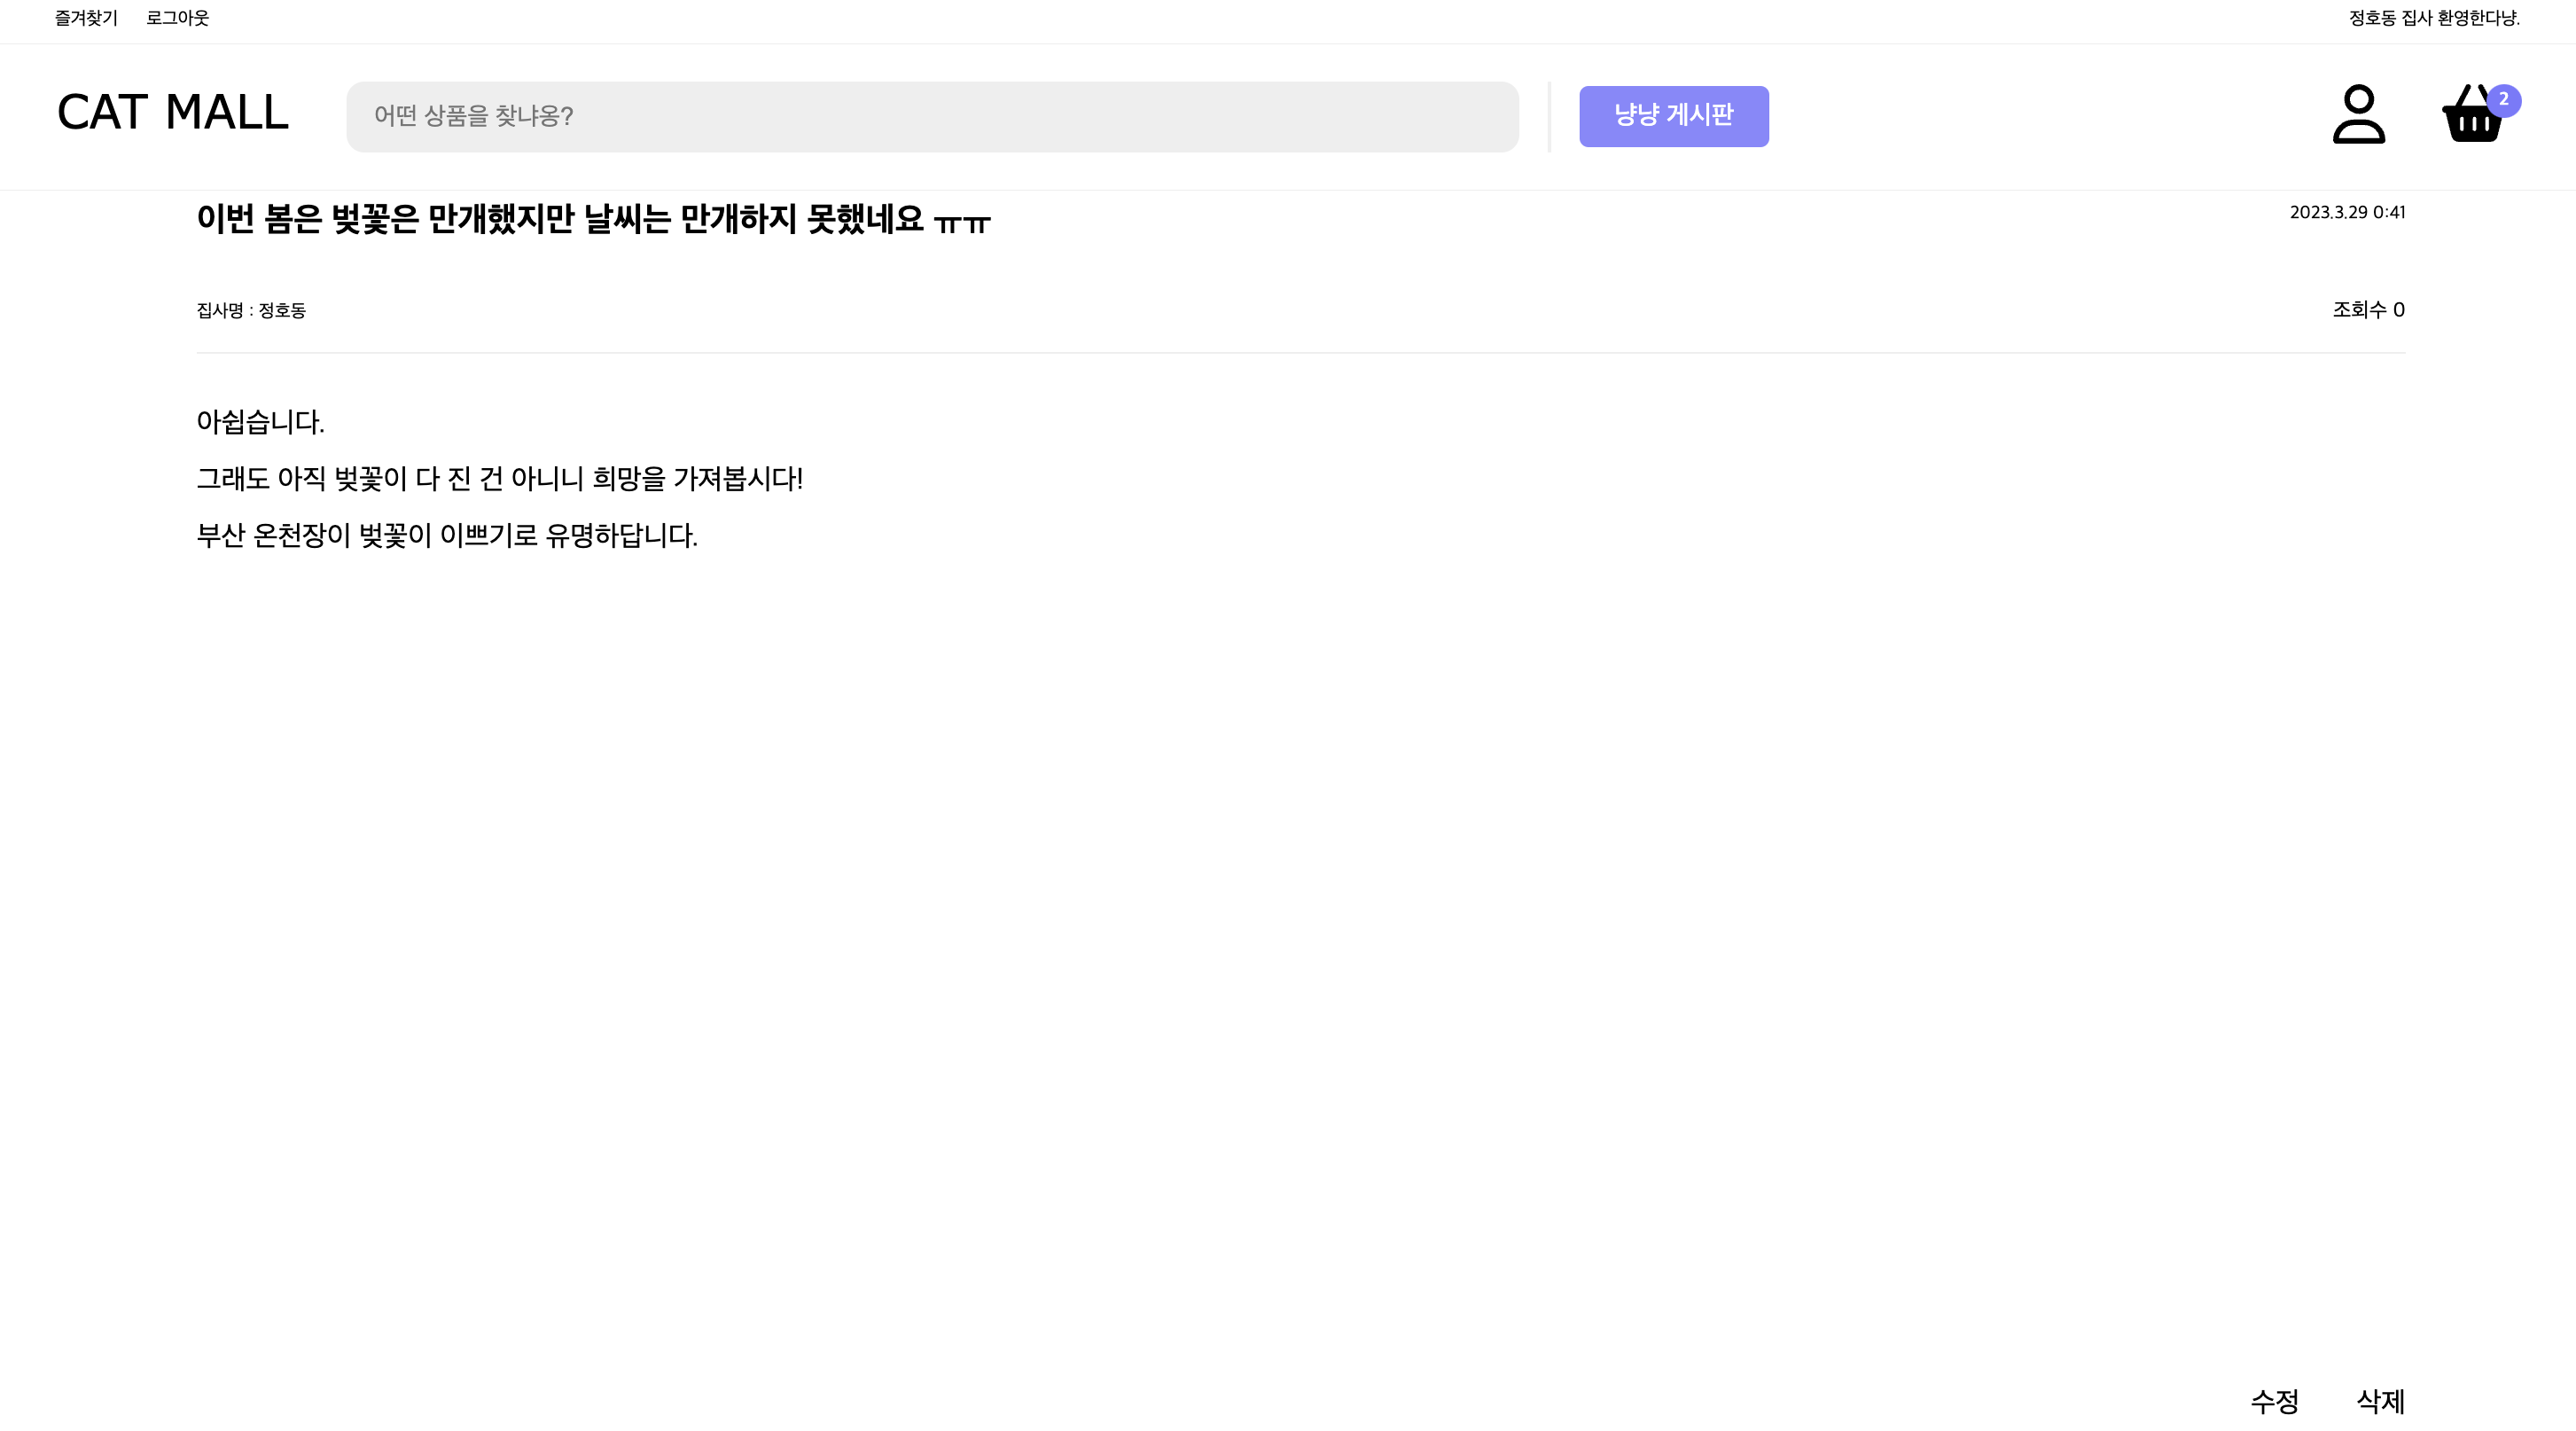 즐겨찾기 로그아웃 정호동 집사 환영한다냥.
CAT MALL 어떤 상품을 찾냐옹? 냥냥 게시판 2
이번 봄은 벚꽃은 만개했지만 날씨는 만개하지 못했네요 ㅠㅠ 2023.3.29 0:41
집사명 : 정호동 조회수 0
아쉽습니다.
그래도 아직 벚꽃이 다 진 건 아니니 희망을 가져봅시다!
부산 온천장이 벚꽃이 이쁘기로 유명하답니다.
수정 삭제